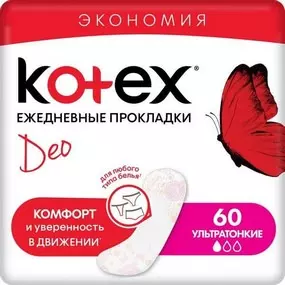 ЭКОНОМИЯ
kotex®
ЕЖЕДНЕВНЫЕ ПРОКЛАДКИ
Deo
для любого
типа белья
КОМФОРТ
и уверенность
В ДВИЖЕНИИ
60
УЛЬТРАТОНКИЕ